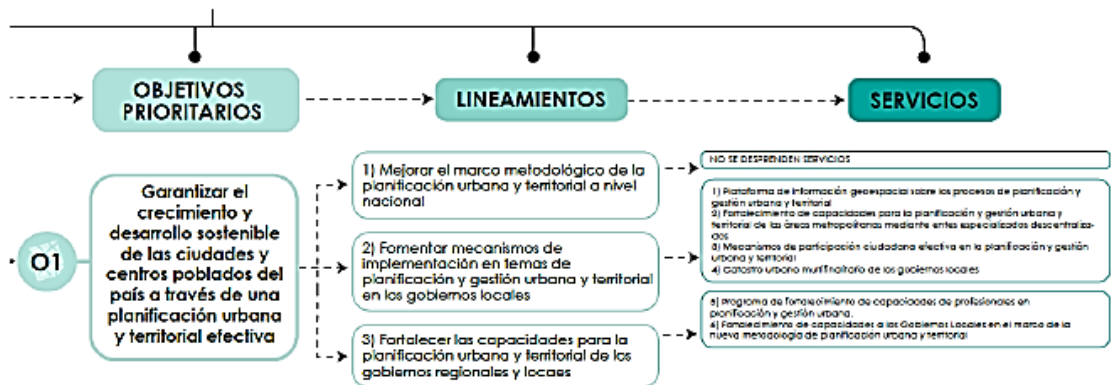 OBJETIVOS
PRIORITARIOS
LINEAMIENTOS
SERVICIOS
O1
Garantizar el
crecimiento y
desarrollo sostenible
de las ciudades y
centros poblados del
país a través de una
planificación urbana
y territorial efectiva
1) Mejorar el marco metodológico de la
planificación urbana y territorial a nivel
nacional
2) Fomentar mecanismos de
implementación en temas de
planificación y gestión urbana y territorial
en los gobiernos locales
3) Fortalecer las capacidades para la
planificación urbana y territorial de los
gobiernos regionales y locaes
NO SE DESPRENDEN SERVICIOS
1) Plataforma de información geoespacial sobre los procesos de planificación y
gestión urbana y territorial
2) Fortalecimiento de capacidades para la planificación y gestión urbana y
territorial de las áreas metropolitanas mediante entes especializados descentraliza-
dos
3) Mecanismos de participación ciudadana efectiva en la planificación y gestión
urbana y territorial
4) Catastro urbano multifinalitario de los gobiernos locales
5) Programa de fortalecimiento de capacidades de profesionales en
planificación y gestión urbana.
6) Fortalecimiento de capacidades a los Gobiernos Locales en el marco de la
nueva metodología de planificación urbana y territorial